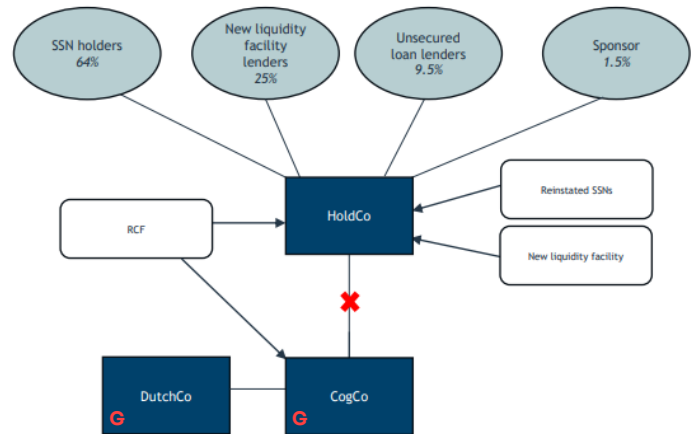 SSN holders
64%
New liquidity
facility
lenders
25%
Unsecured
loan lenders
9.5%
Sponsor
1.5%
HoldCo
Reinstated SSNs
RCF
New liquidity facility
DutchCo
G
CogCo
G